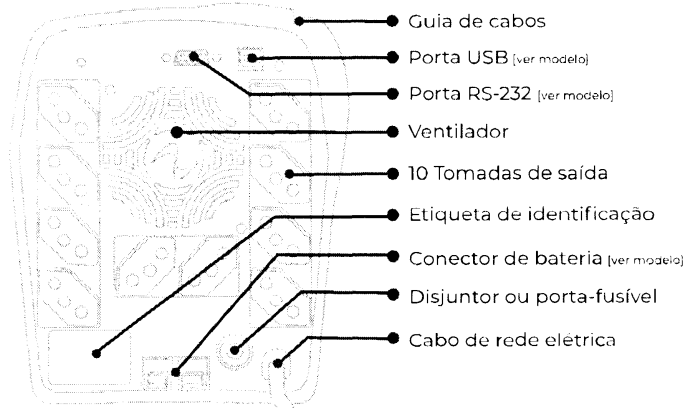 Guia de cabos
Porta USB [ver modelo]
Porta RS-232 [ver modelo]
Ventilador
10 Tomadas de saída
Etiqueta de identificação
Conector de bateria [ver modelo]
Disjuntor ou porta-fusível
Cabo de rede elétrica